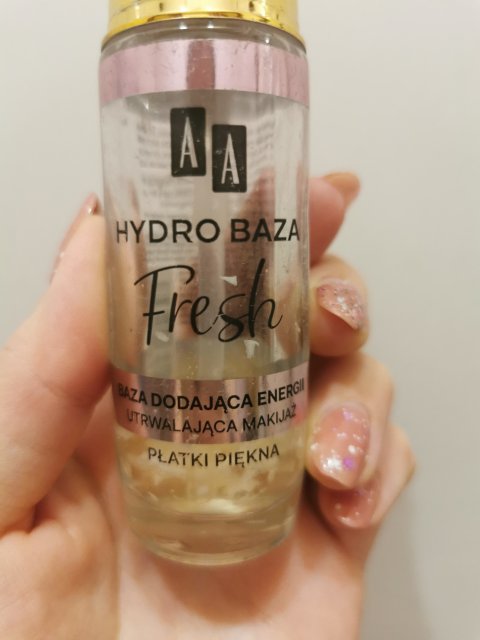 AA
HYDRO BAZA
Fresh
BAZA DODAJĄCA ENERGII
UTRWALAJĄCA MAKIJAŻ
PŁATKI PIĘKNA